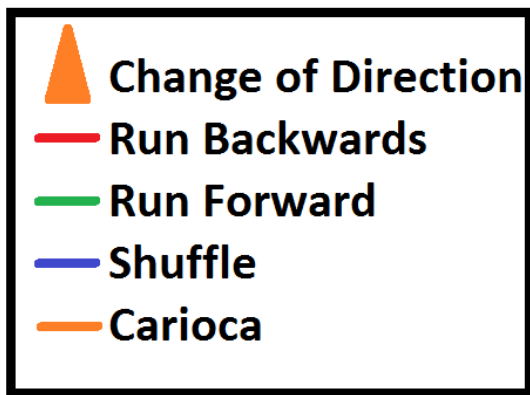 Change of Direction
Run Backwards
Run Forward
Shuffle
Carioca